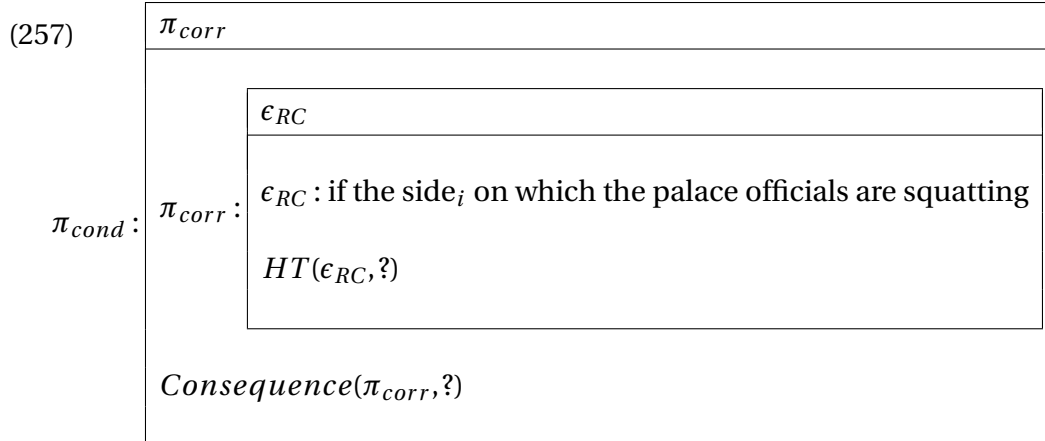 (257)
π_corr
ϵ_RC
ϵ_RC : if the side_i on which the palace officials are squatting
π_cond : π_corr :
HT(ϵ_RC, ?)
Consequence(π_corr, ?)